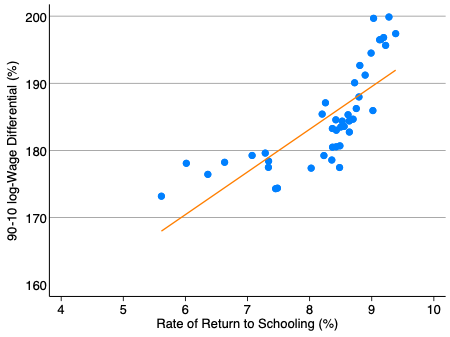 200
190
180
170
160
90-10 log-Wage Differential (%)
4 5 6 7 8 9 10
Rate of Return to Schooling (%)